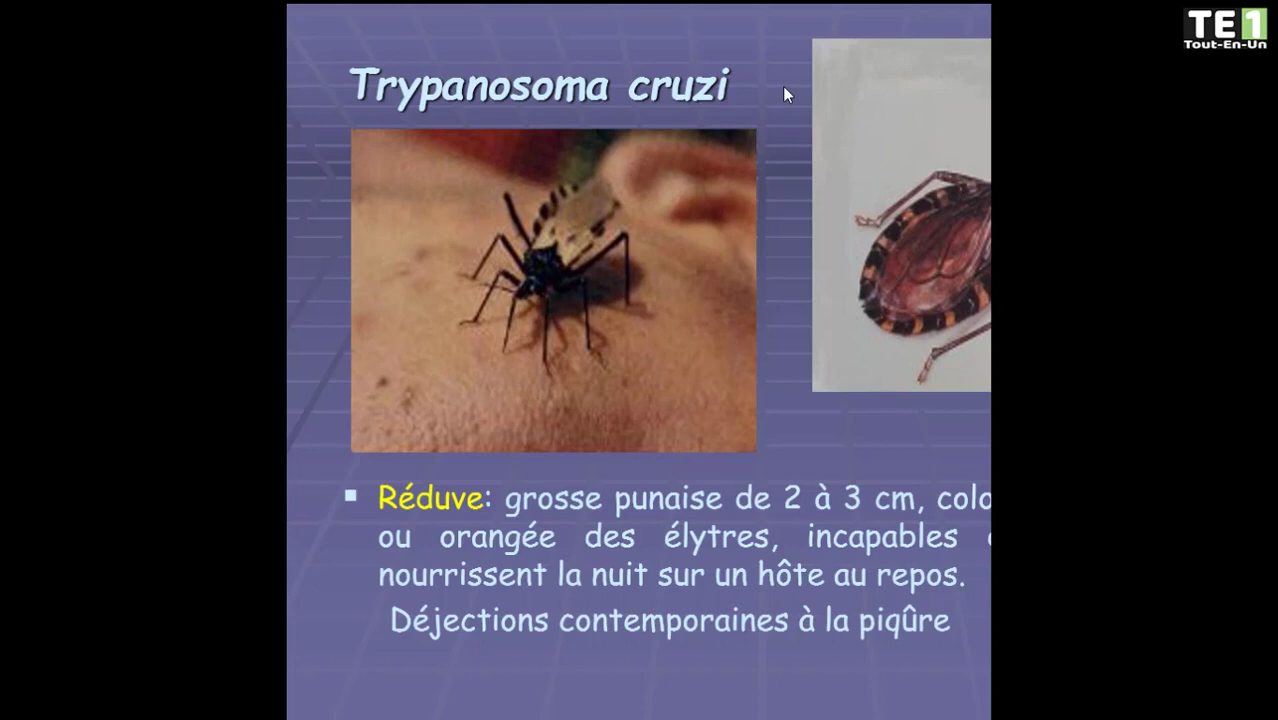 TE1
Tout-En-Un
Trypanosoma cruzi
Réduve: grosse punaise de 2 à 3 cm,
ou orangée des élytres, incapables
nourrissent la nuit sur un hôte au repos.
Déjections contemporaines à la piqûre